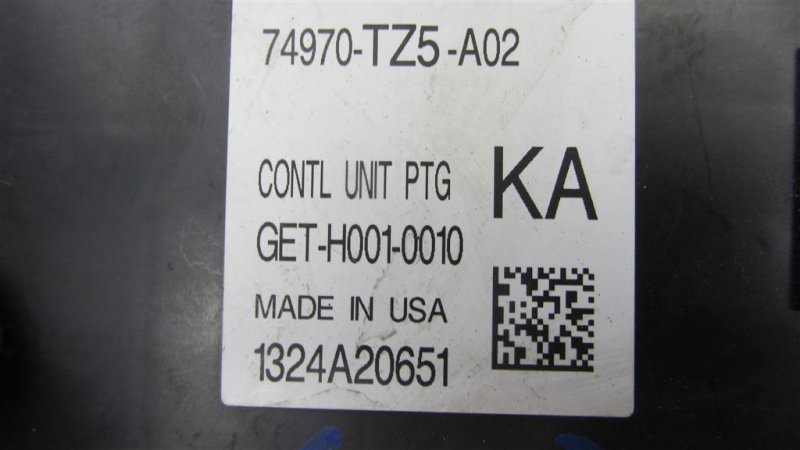 74970-TZ5-A02
CONTL UNIT PTG
KA
GET-H001-0010
MADE IN USA
1324A20651